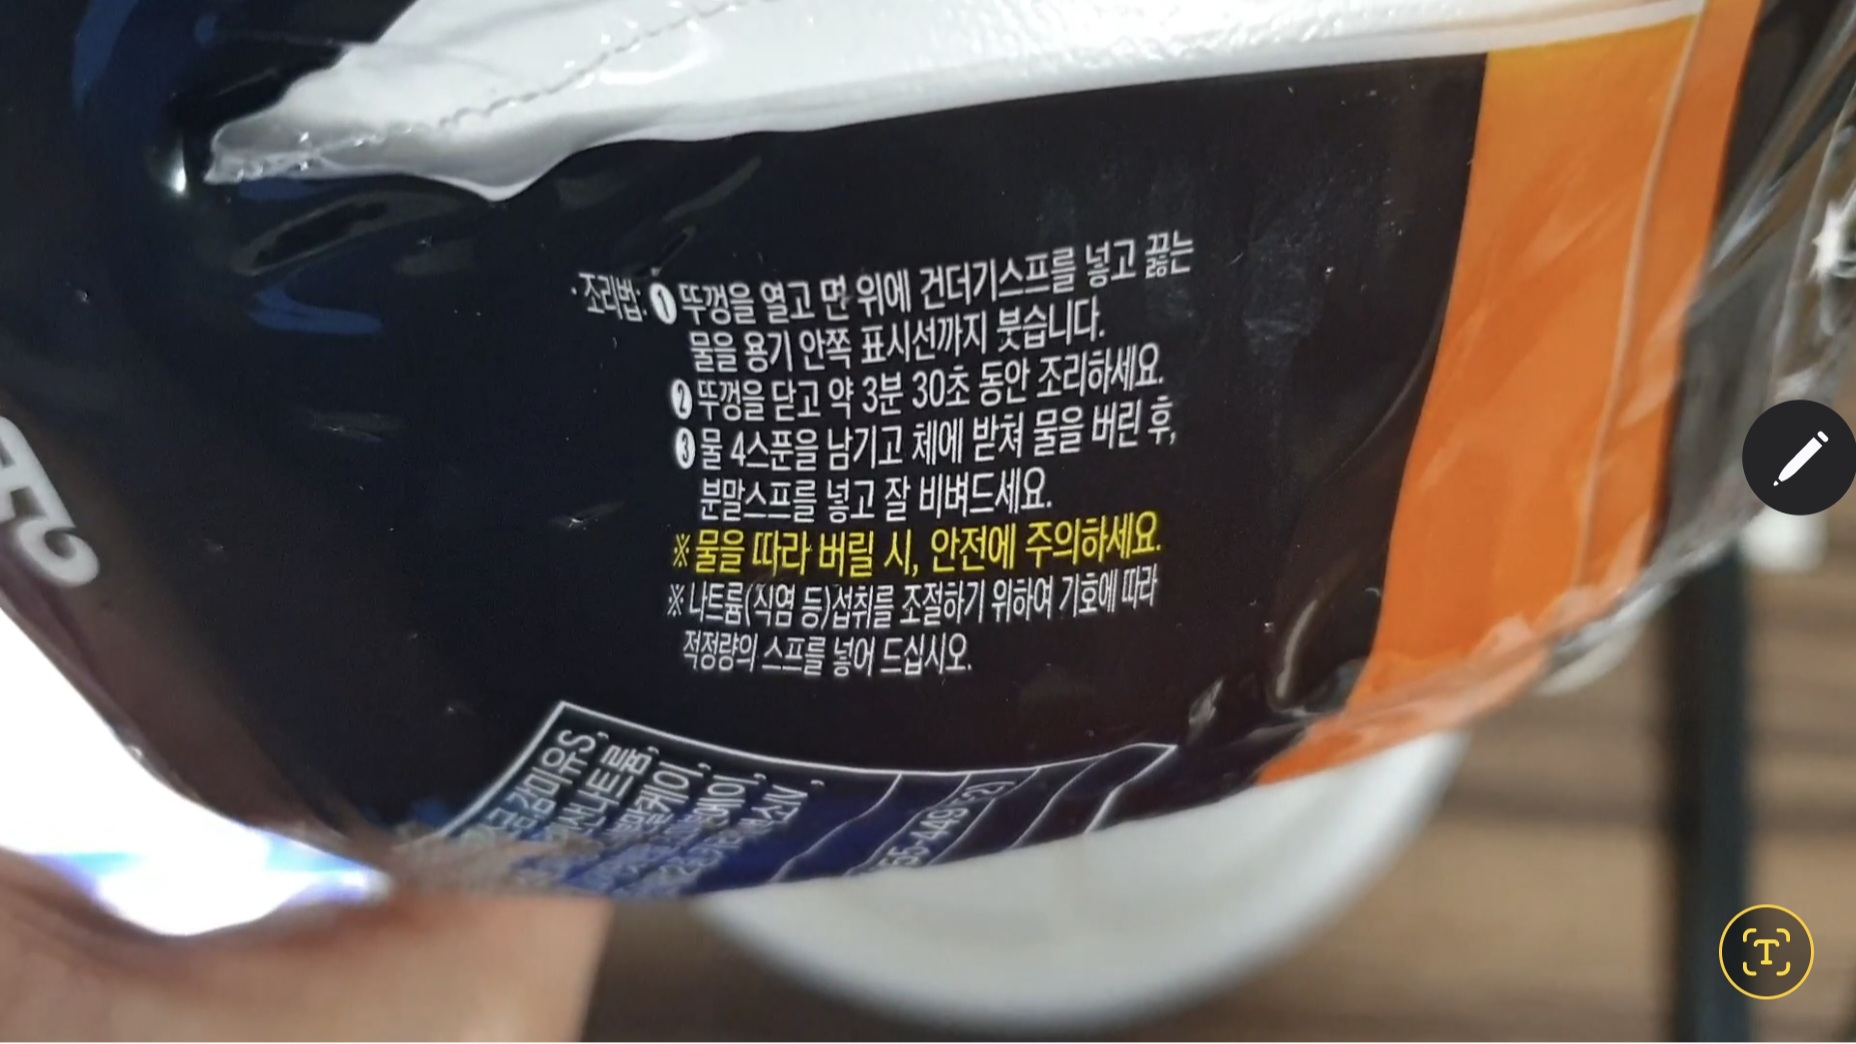 · 조리법: ❶ 뚜껑을 열고 면 위에 건더기스프를 넣고 끓는
물을 용기 안쪽 표시선까지 붓습니다.
❷ 뚜껑을 닫고 약 3분 30초 동안 조리하세요.
❸ 물 4스푼을 남기고 체에 받쳐 물을 버린 후,
분말스프를 넣고 잘 비벼드세요.
※ 물을 따라 버릴 시, 안전에 주의하세요.
※ 나트륨(식염 등)섭취를 조절하기 위하여 기호에 따라
적정량의 스프를 넣어 드십시오.